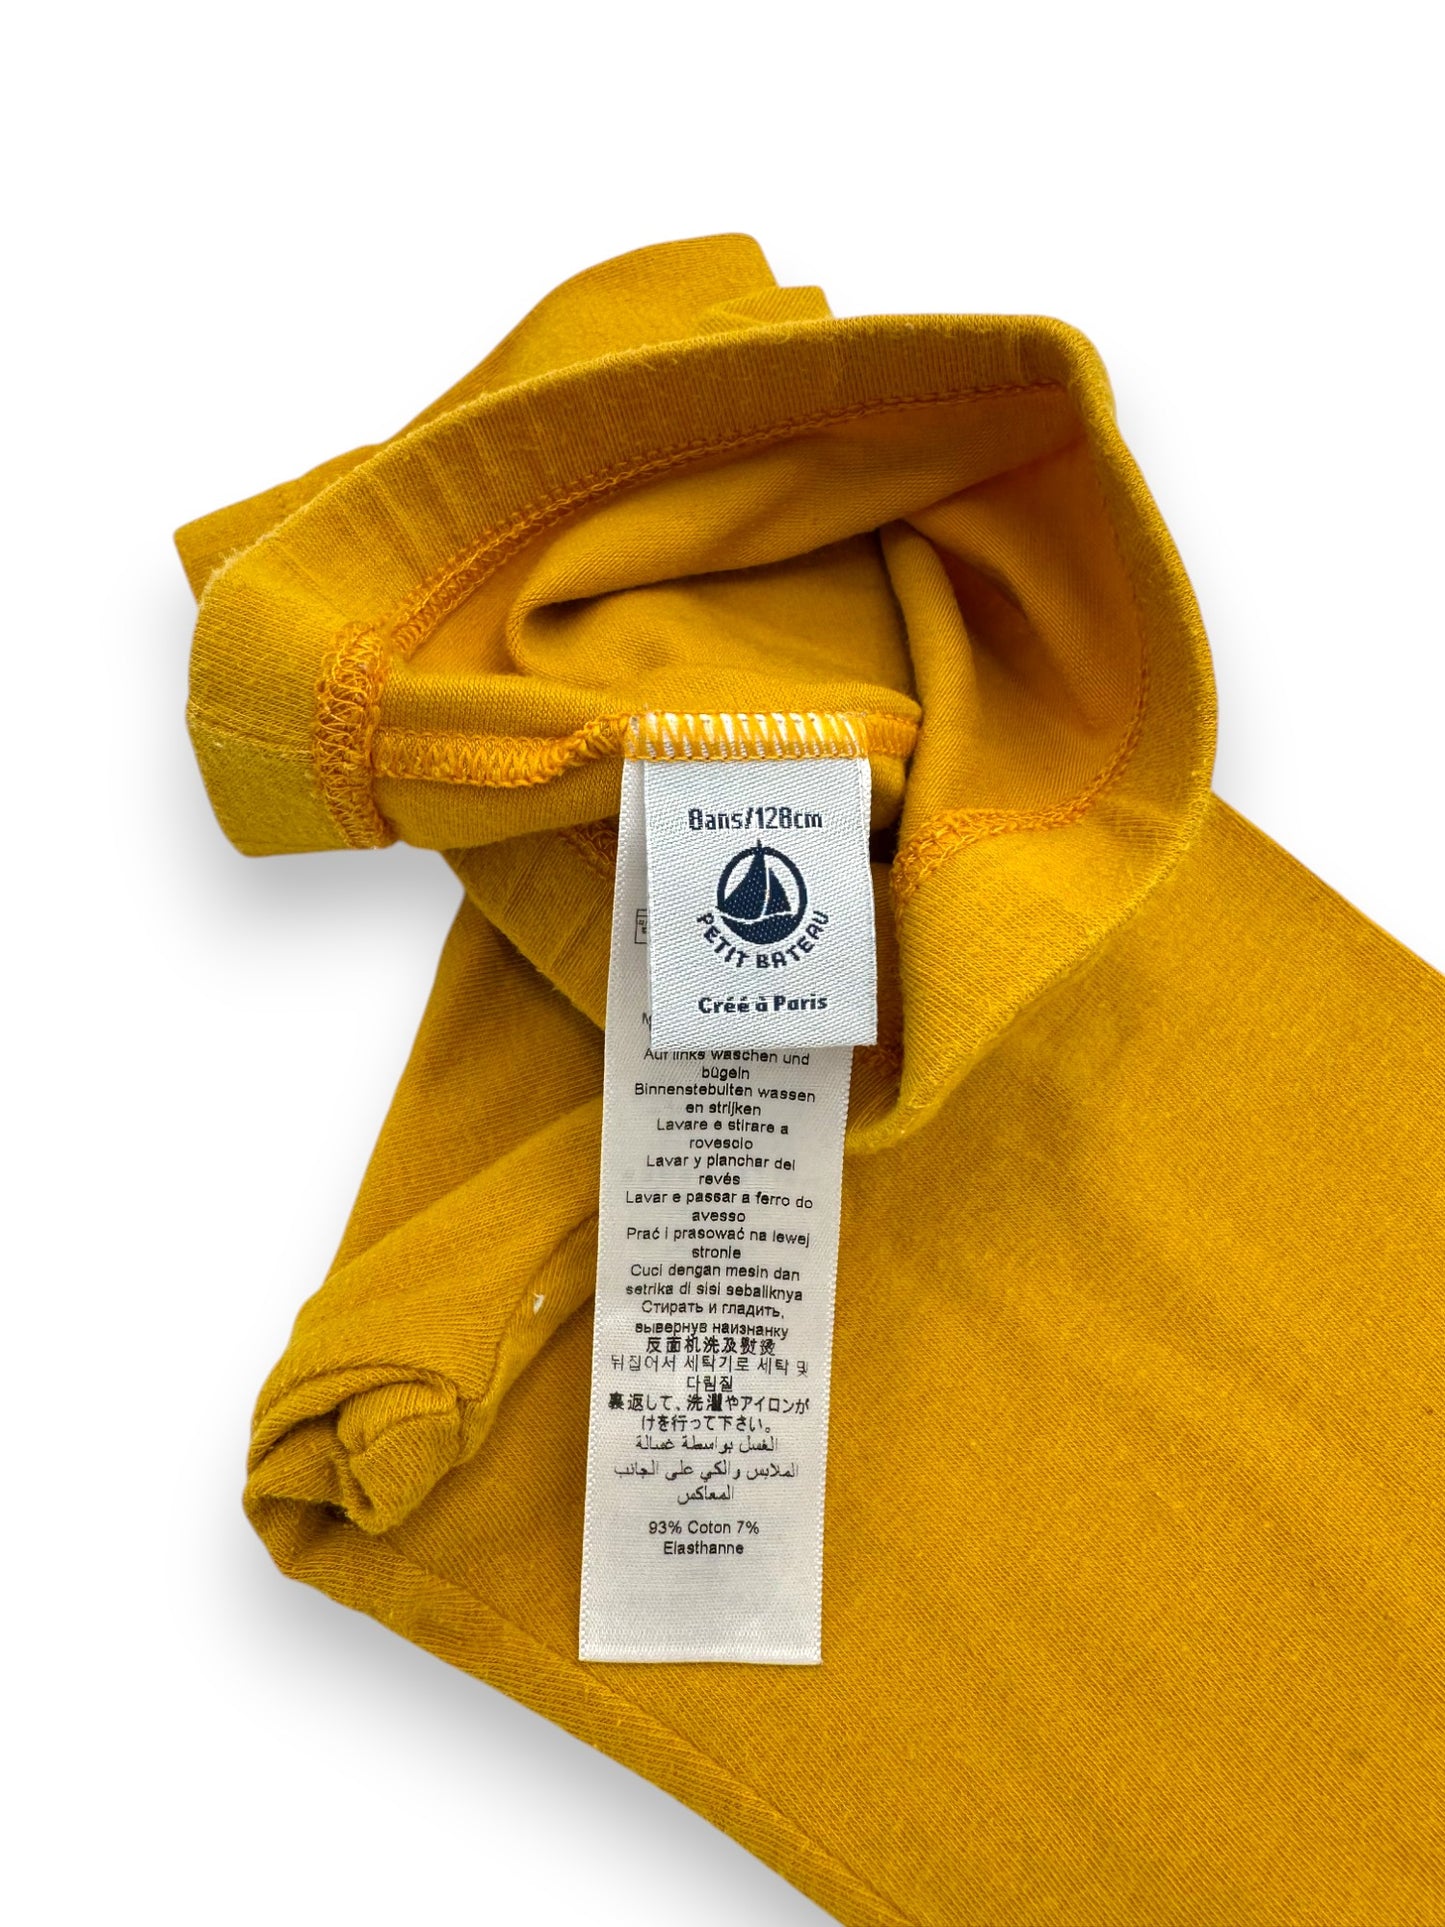 8ans/128cm
PETIT BATEAU
Créé à Paris
Auf links waschen und
bügeln
Binnenstebulten wassen
en strijken
Lavare e stirare a
rovescio
Lavar y planchar del
revés
Lavar e passar a ferro do
avesso
Prać i prasować na lewej
stronie
Cuci dengan mesin dan
setrika di sisi sebaliknya
Стирать и гладить,
вывернув наизнанку
反面机洗及熨烫
뒤집어서 세탁기로 세탁 및
다림질
裏返して、洗濯やアイロンが
けを行って下さい。
الغسل بواسطة غسالة
الملابس والكي على الجانب
المعاكس
93% Coton 7%
Elasthanne